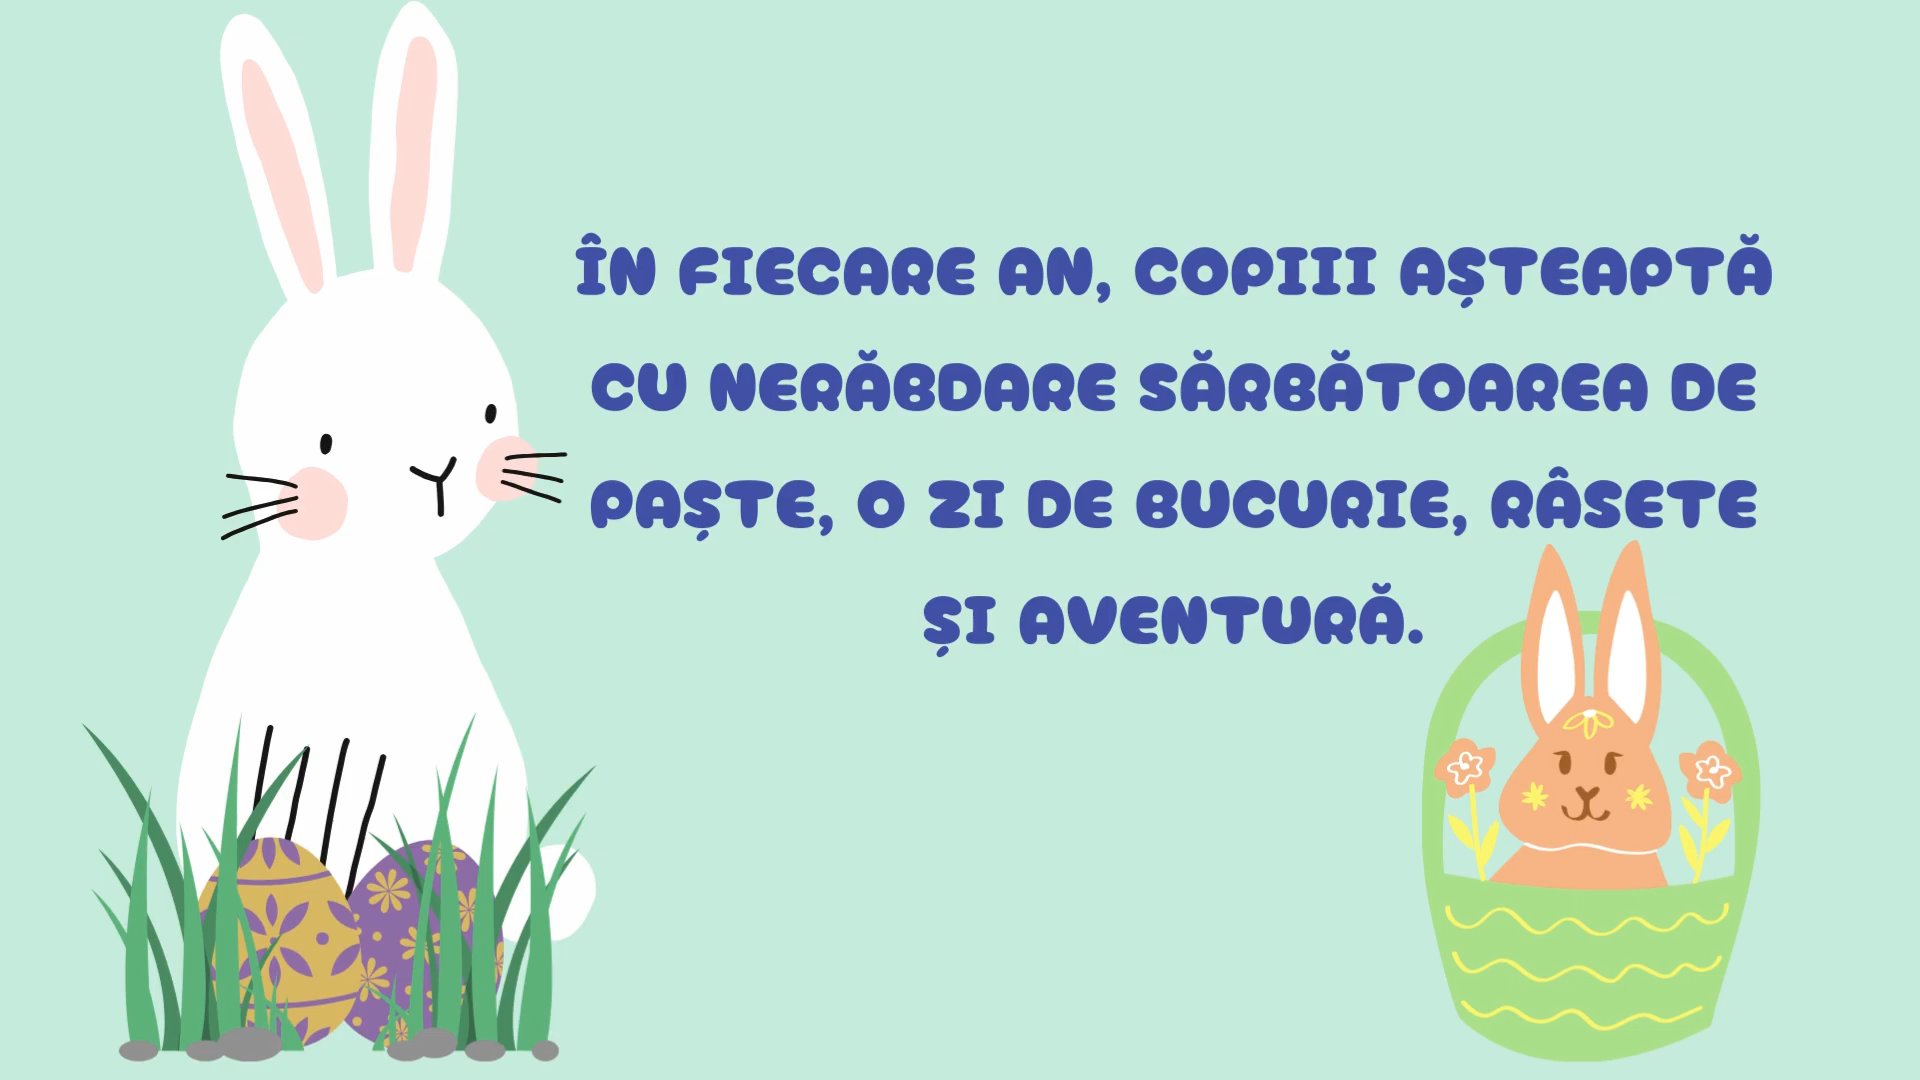 ÎN FIECARE AN, COPIII AȘTEAPTĂ
CU NERĂBDARE SĂRBĂTOAREA DE
PAȘTE, O ZI DE BUCURIE, RÂSETE
ȘI AVENTURĂ.